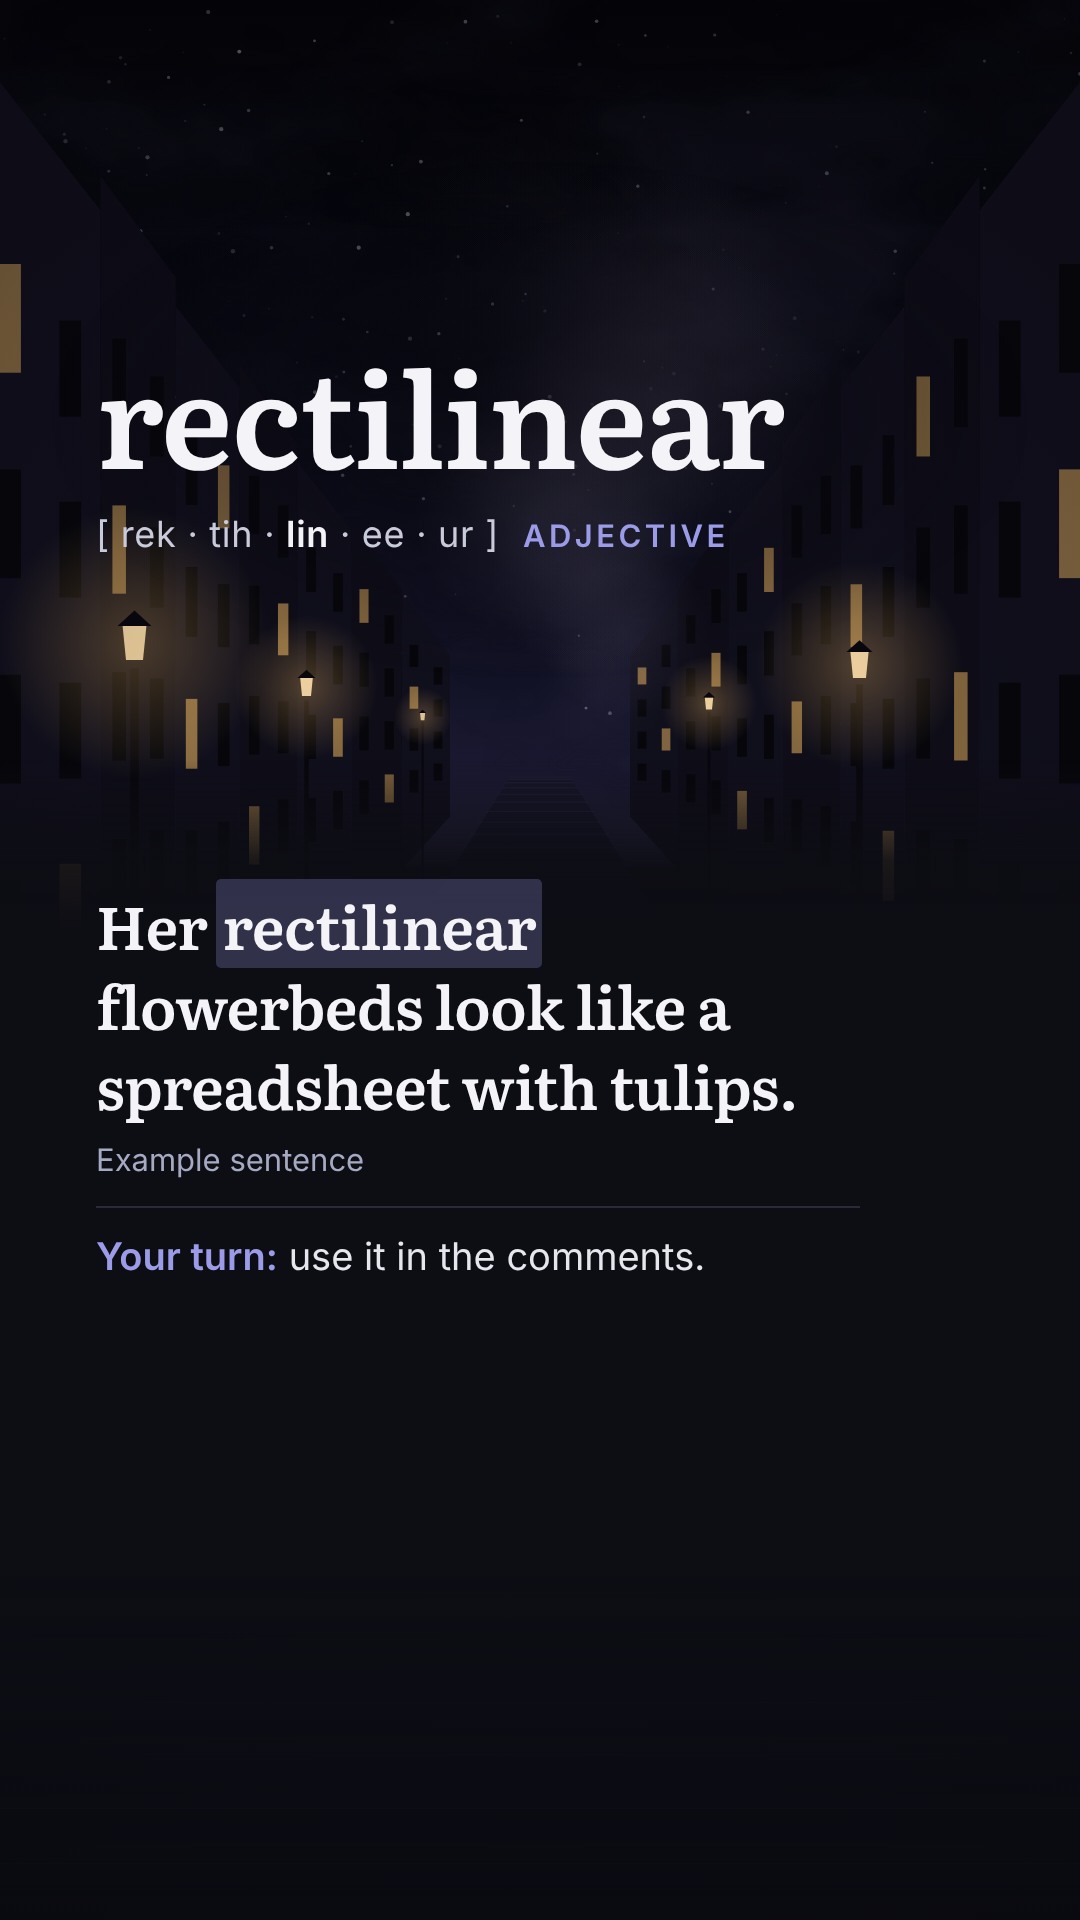 rectilinear
[ rek · tih · lin · ee · ur ] ADJECTIVE
Her rectilinear
flowerbeds look like a
spreadsheet with tulips.
Example sentence
Your turn: use it in the comments.